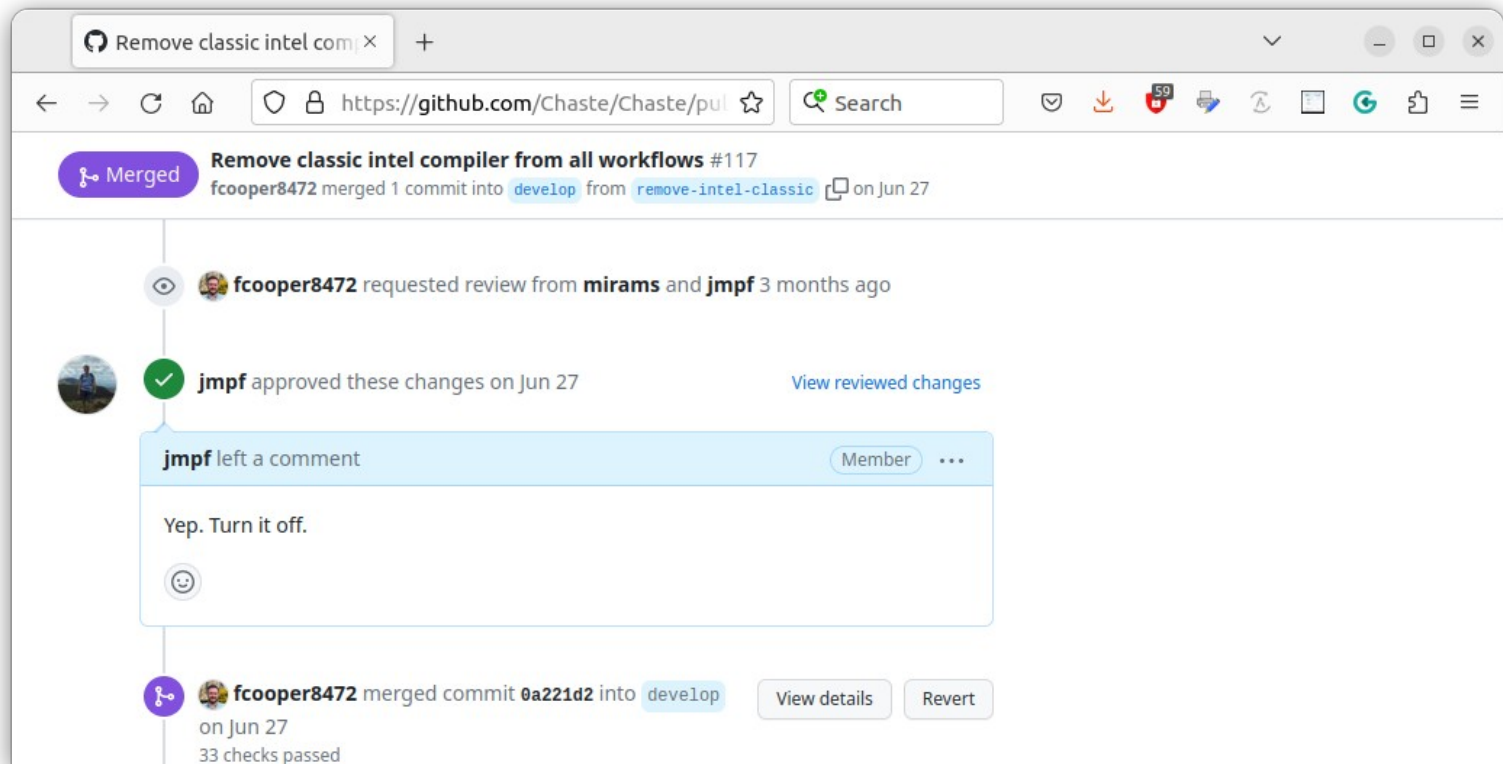 Remove classic intel com
https://github.com/Chaste/Chaste/pul
Search
59
Merged
Remove classic intel compiler from all workflows #117
fcooper8472 merged 1 commit into develop from remove-intel-classic on Jun 27
fcooper8472 requested review from mirams and jmpf 3 months ago
jmpf approved these changes on Jun 27
View reviewed changes
jmpf left a comment
Member
Yep. Turn it off.
fcooper8472 merged commit 0a221d2 into develop
View details
Revert
on Jun 27
33 checks passed